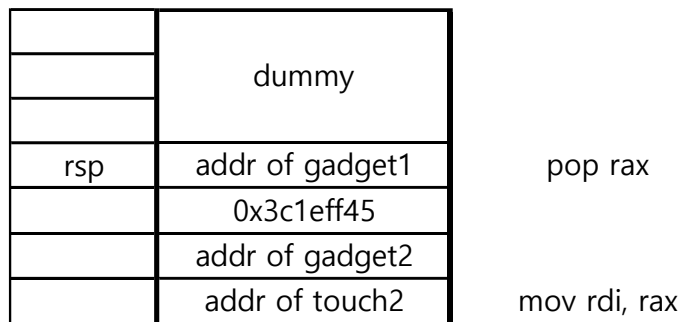 dummy
rsp addr of gadget1 pop rax
0x3c1eff45
addr of gadget2
addr of touch2 mov rdi, rax